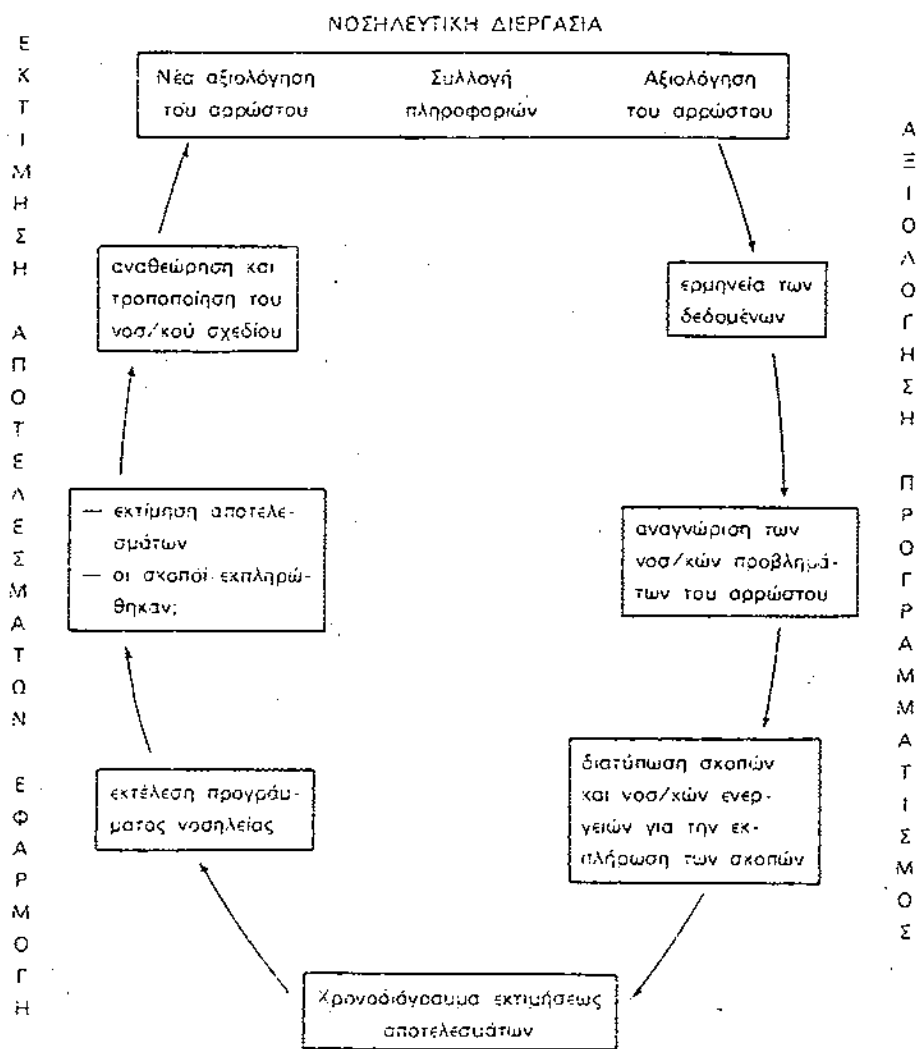 ΝΟΣΗΛΕΥΤΙΚΗ ΔΙΕΡΓΑΣΙΑ
Νέα αξιολόγηση
του αρρώστου
Συλλογή
πληροφοριών
Αξιολόγηση
του αρρώστου
ερμηνεία των
δεδομένων
αναγνώριση των
νοσ/κών προβλημά-
των του αρρώστου
διατύπωση σκοπών
και νοσ/κών ενερ-
γειών για την εκ-
πλήρωση των σκοπών
Χρονοδιάγραμμα εκτιμήσεως
αποτελεσμάτων
εκτέλεση προγράμ-
ματος νοσηλείας
— εκτίμηση αποτελε-
σμάτων
— οι σκοποί εκπληρώ-
θηκαν;
αναθεώρηση και
τροποποίηση του
νοσ/κού σχεδίου
ΕΚΤΙΜΗΣΗ ΑΠΟΤΕΛΕΣΜΑΤΩΝ ΕΦΑΡΜΟΓΗ
ΑΞΙΟΛΟΓΗΣΗ ΠΡΟΓΡΑΜΜΑΤΙΣΜΟΣ